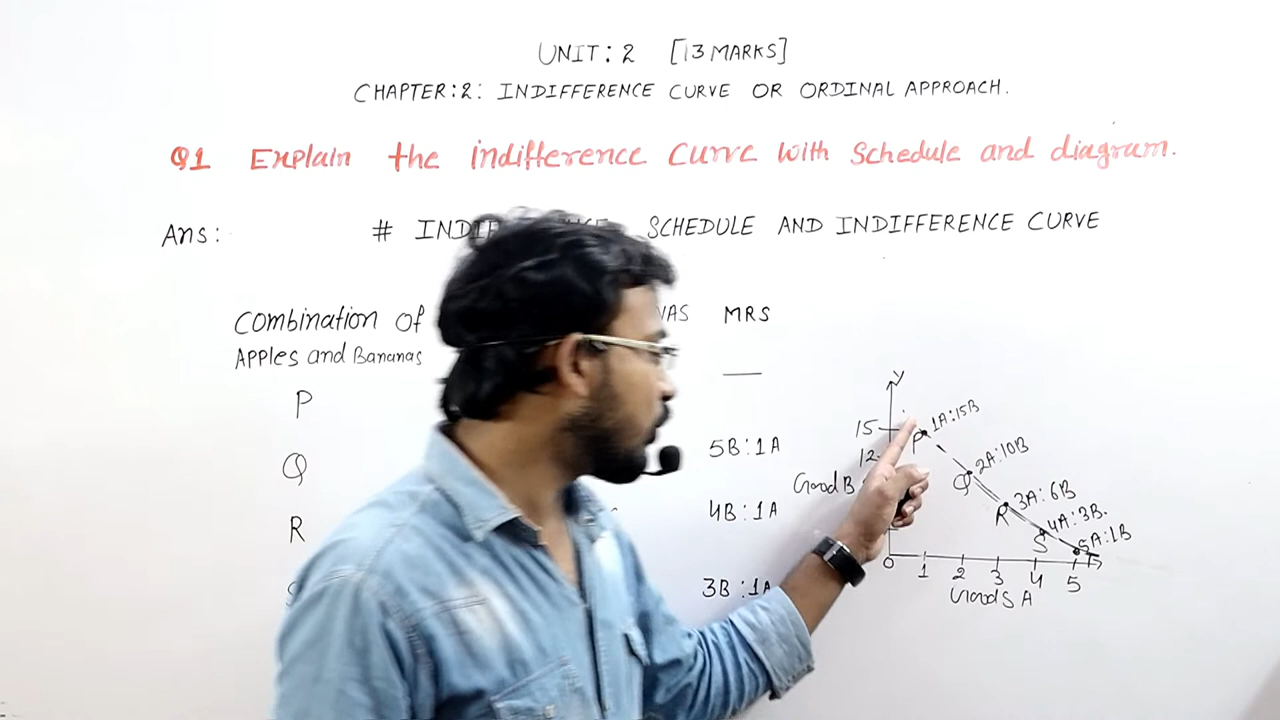 UNIT: 2 [13 MARKS]
CHAPTER:2: INDIFFERENCE CURVE OR ORDINAL APPROACH.
Q1 Explain the indifference curve with schedule and diagram.
Ans: # SCHEDULE AND INDIFFERENCE CURVE
Combination of MRS
Apples and Bananas
P
Q 5B:1A
R 4B:1A
3B:1A
Y
15
12
Good B
P 1A:15B
Q 2A:10B
R 3A:6B
S 4A:3B.
5A:1B
0 1 2 3 4 5
Goods A